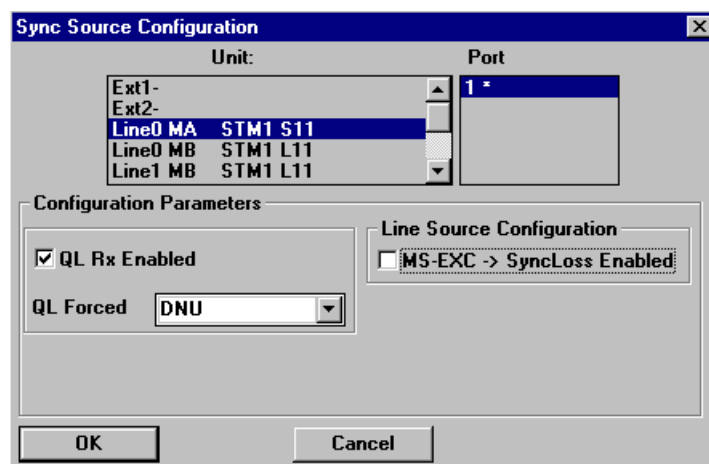 Sync Source Configuration
Unit: Port
Ext1-
Ext2-
Line0 MA STM1 S11
Line0 MB STM1 L11
Line1 MB STM1 L11
1 *
Configuration Parameters
QL Rx Enabled
QL Forced DNU
Line Source Configuration
MS-EXC -> SyncLoss Enabled
OK Cancel